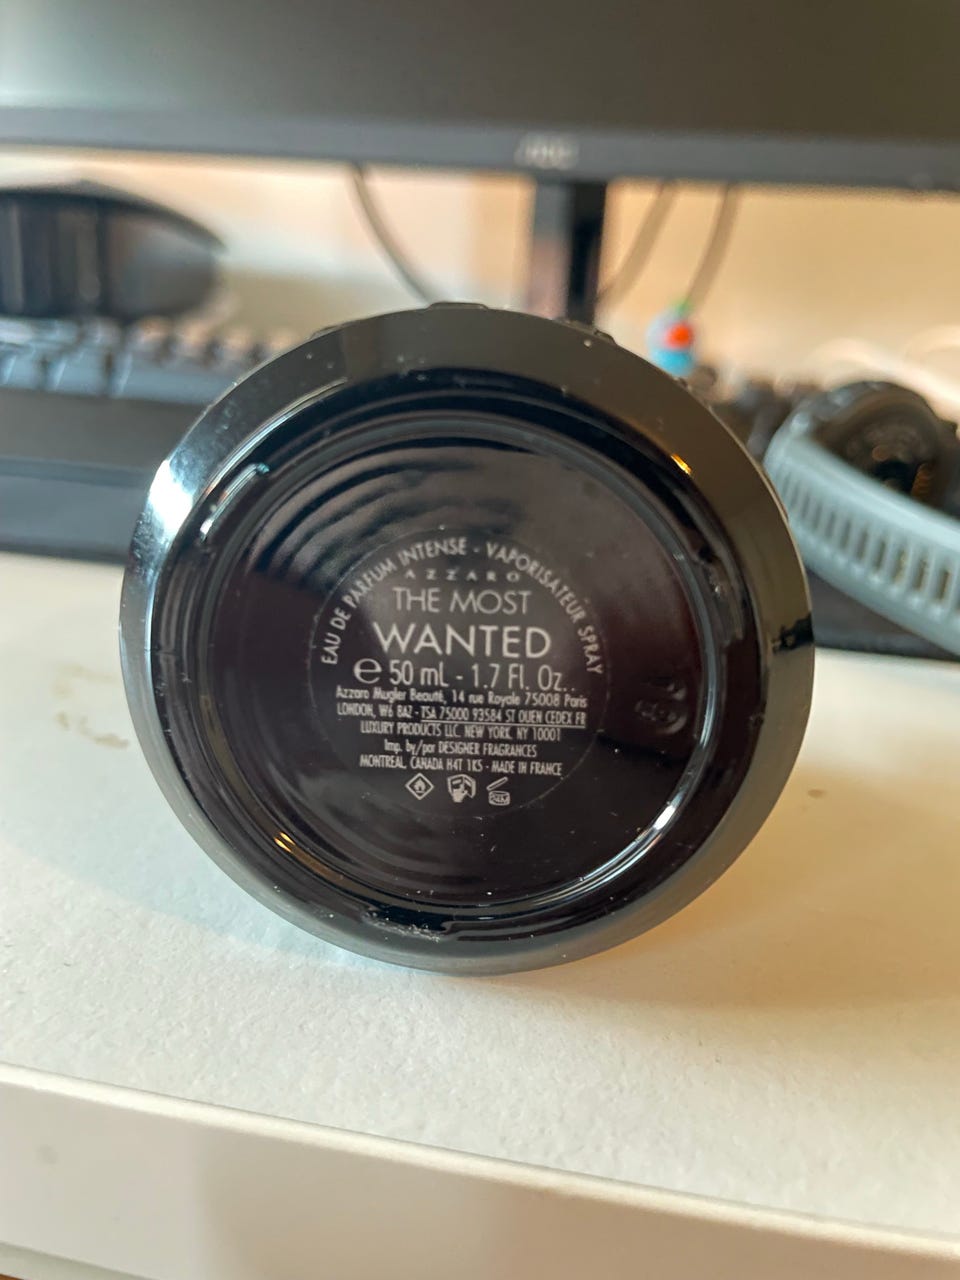 EAU DE PARFUM INTENSE - VAPORISATEUR SPRAY
AZZARO
THE MOST
WANTED
℮ 50 mL - 1.7 Fl. Oz.
Azzaro Mugler Beauté, 14 rue Royale 75008 Paris
LONDON, W6 8AZ - TSA 75000 93584 ST OUEN CEDEX FR
LUXURY PRODUCTS LLC. NEW YORK, NY 10001
Imp. by/par DESIGNER FRAGRANCES
MONTREAL, CANADA H4T 1K5 - MADE IN FRANCE
24M